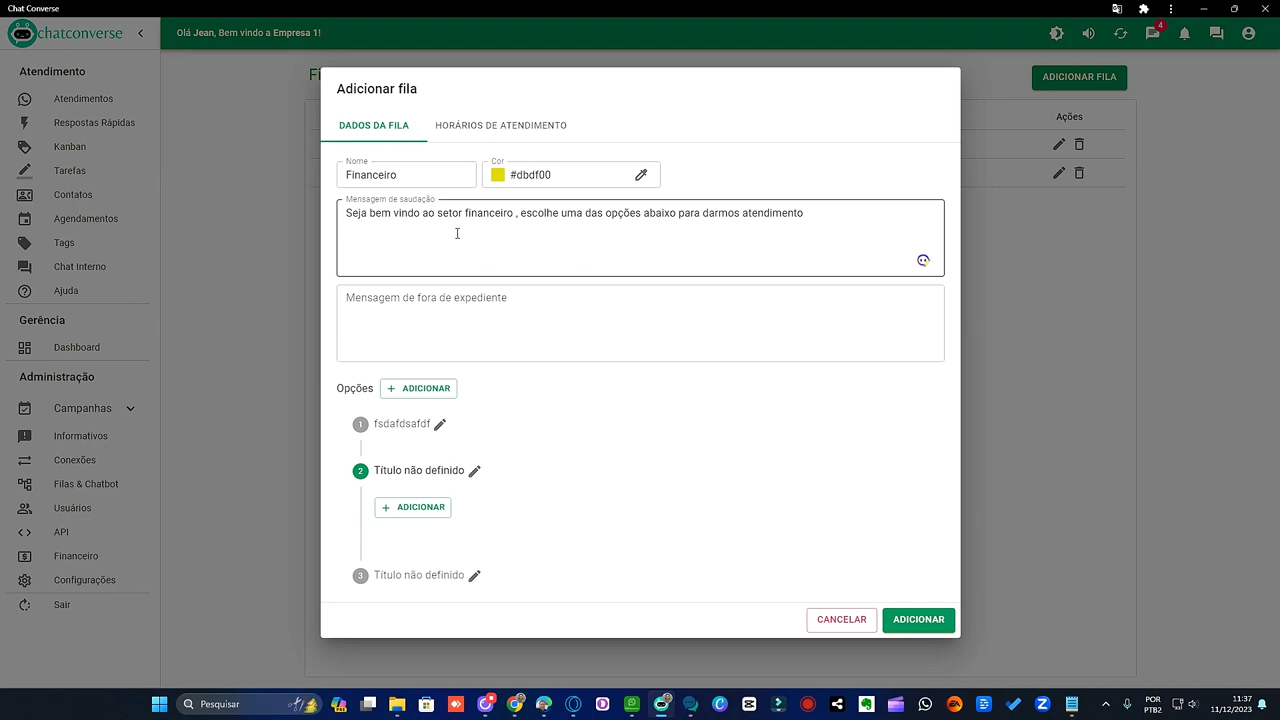 Chat Converse
chatconverse
Olá Jean, Bem vindo a Empresa 1!
4
Atendimento
Atendimentos
Respostas Rápidas
Kanban
Tarefas
Contatos
Agendamentos
Tags
Chat Interno
Ajuda
Gerência
Dashboard
Administração
Campanhas
Informativos
Conexões
Filas & Chatbot
Usuários
API
Financeiro
Configurações
Sair
Fi
ADICIONAR FILA
Ações
Adicionar fila
DADOS DA FILA
HORÁRIOS DE ATENDIMENTO
Nome
Financeiro
Cor
#dbdf00
Mensagem de saudação
Seja bem vindo ao setor financeiro , escolhe uma das opções abaixo para darmos atendimento
Mensagem de fora de expediente
Opções
+ ADICIONAR
1 fsdafdsafdf
2 Título não definido
+ ADICIONAR
3 Título não definido
CANCELAR
ADICIONAR
Pesquisar
POR
PTB2
11:37
11/12/2023